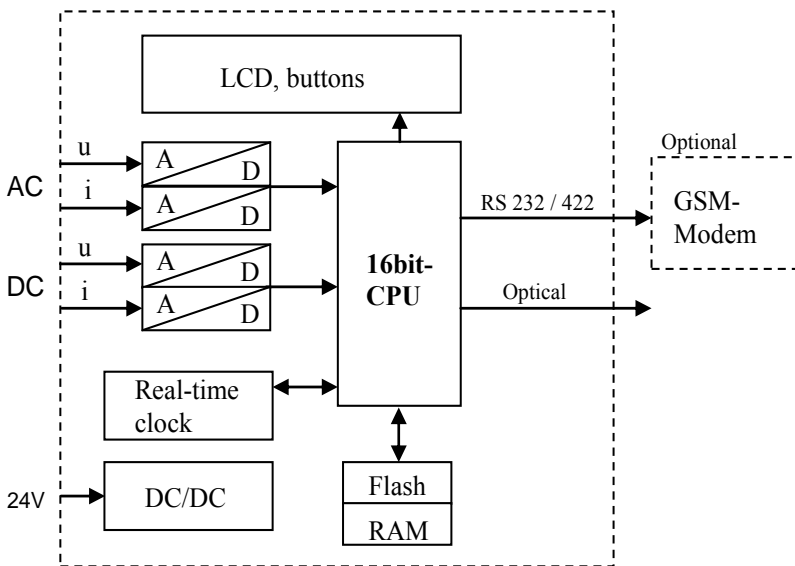 LCD, buttons
Optional
AC
u
A
D
i
A
D
RS 232 / 422
GSM-
Modem
DC
u
A
D
i
A
D
16bit-
CPU
Optical
Real-time
clock
24V
DC/DC
Flash
RAM